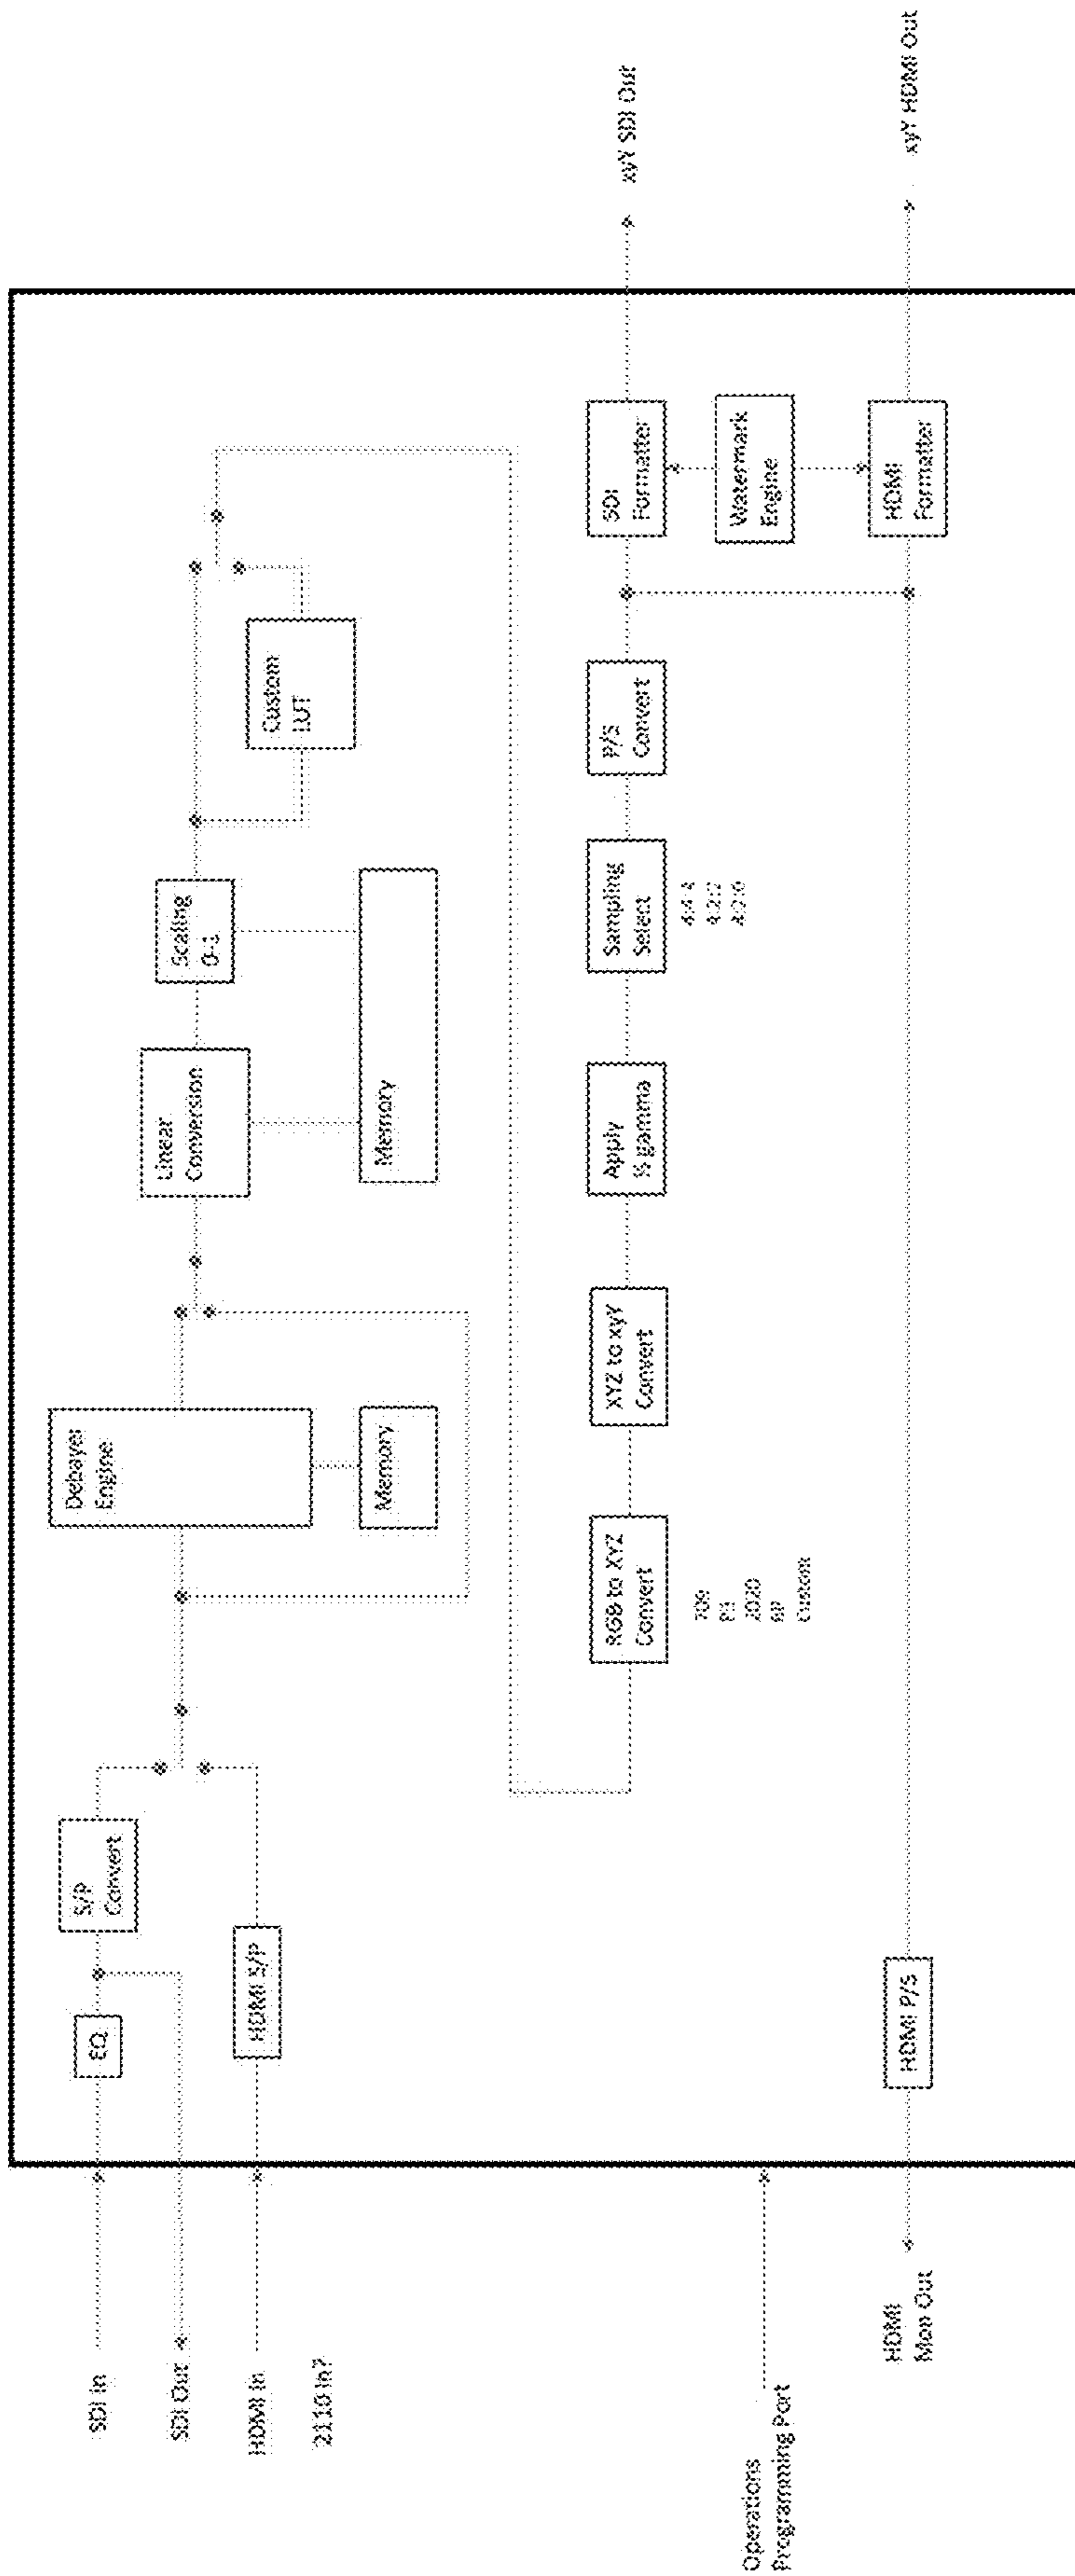 SDI In
SDI Out
HDMI In
2110 In?
Operations
Programming Port
HDMI
Mon Out
EQ
S/P
Convert
HDMI S/P
Debayer
Engine
Memory
Linear
Conversion
Scaling
0-1
Memory
Custom
LUT
RGB to XYZ
Convert
709
P3
2020
RP
Custom
XYZ to xyY
Convert
Apply
½ gamma
Sampling
Select
4:4:4
4:2:2
4:2:0
P/S
Convert
SDI
Formatter
Watermark
Engine
HDMI
Formatter
HDMI P/S
xyY SDI Out
xyY HDMI Out